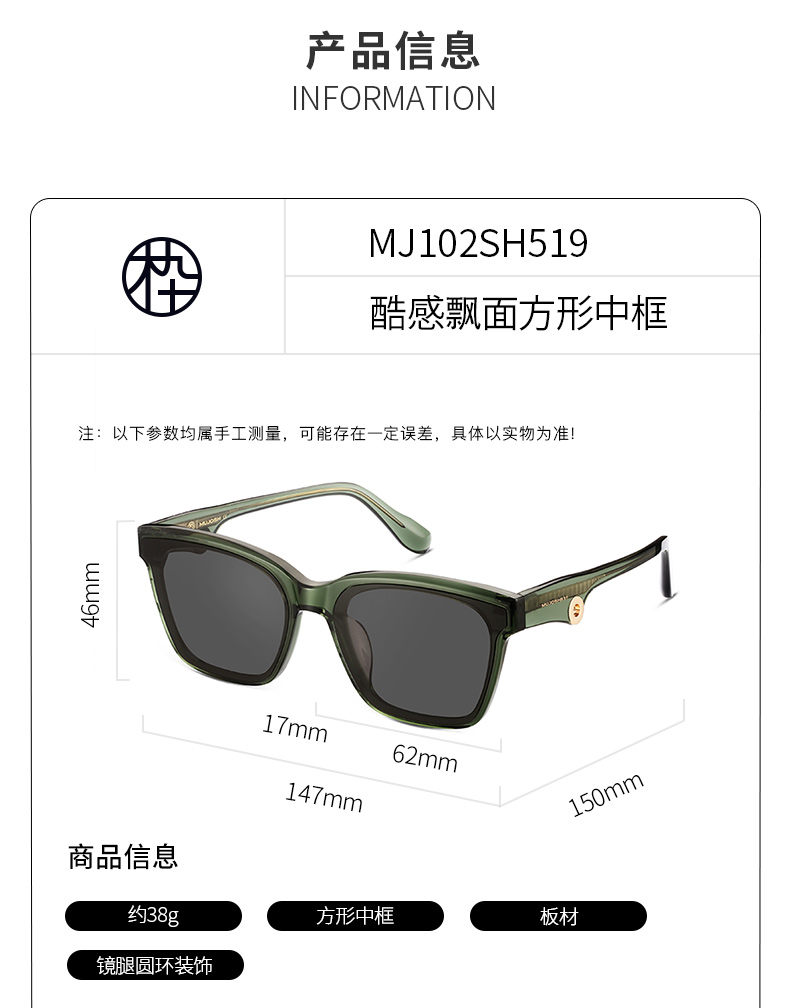 产品信息
INFORMATION
MJ102SH519
酷感飘面方形中框
注：以下参数均属手工测量，可能存在一定误差，具体以实物为准!
MUJOSH
46mm
17mm
62mm
147mm
150mm
商品信息
约38g
方形中框
板材
镜腿圆环装饰